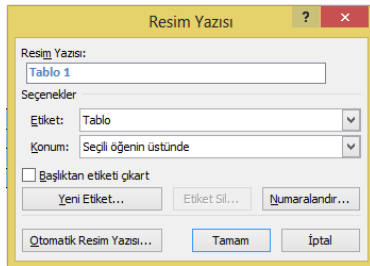 Resim Yazısı
Resim Yazısı:
Tablo 1
Seçenekler
Etiket: Tablo
Konum: Seçili öğenin üstünde
Başlıktan etiketi çıkart
Yeni Etiket... Etiket Sil... Numaralandır...
Otomatik Resim Yazısı... Tamam İptal